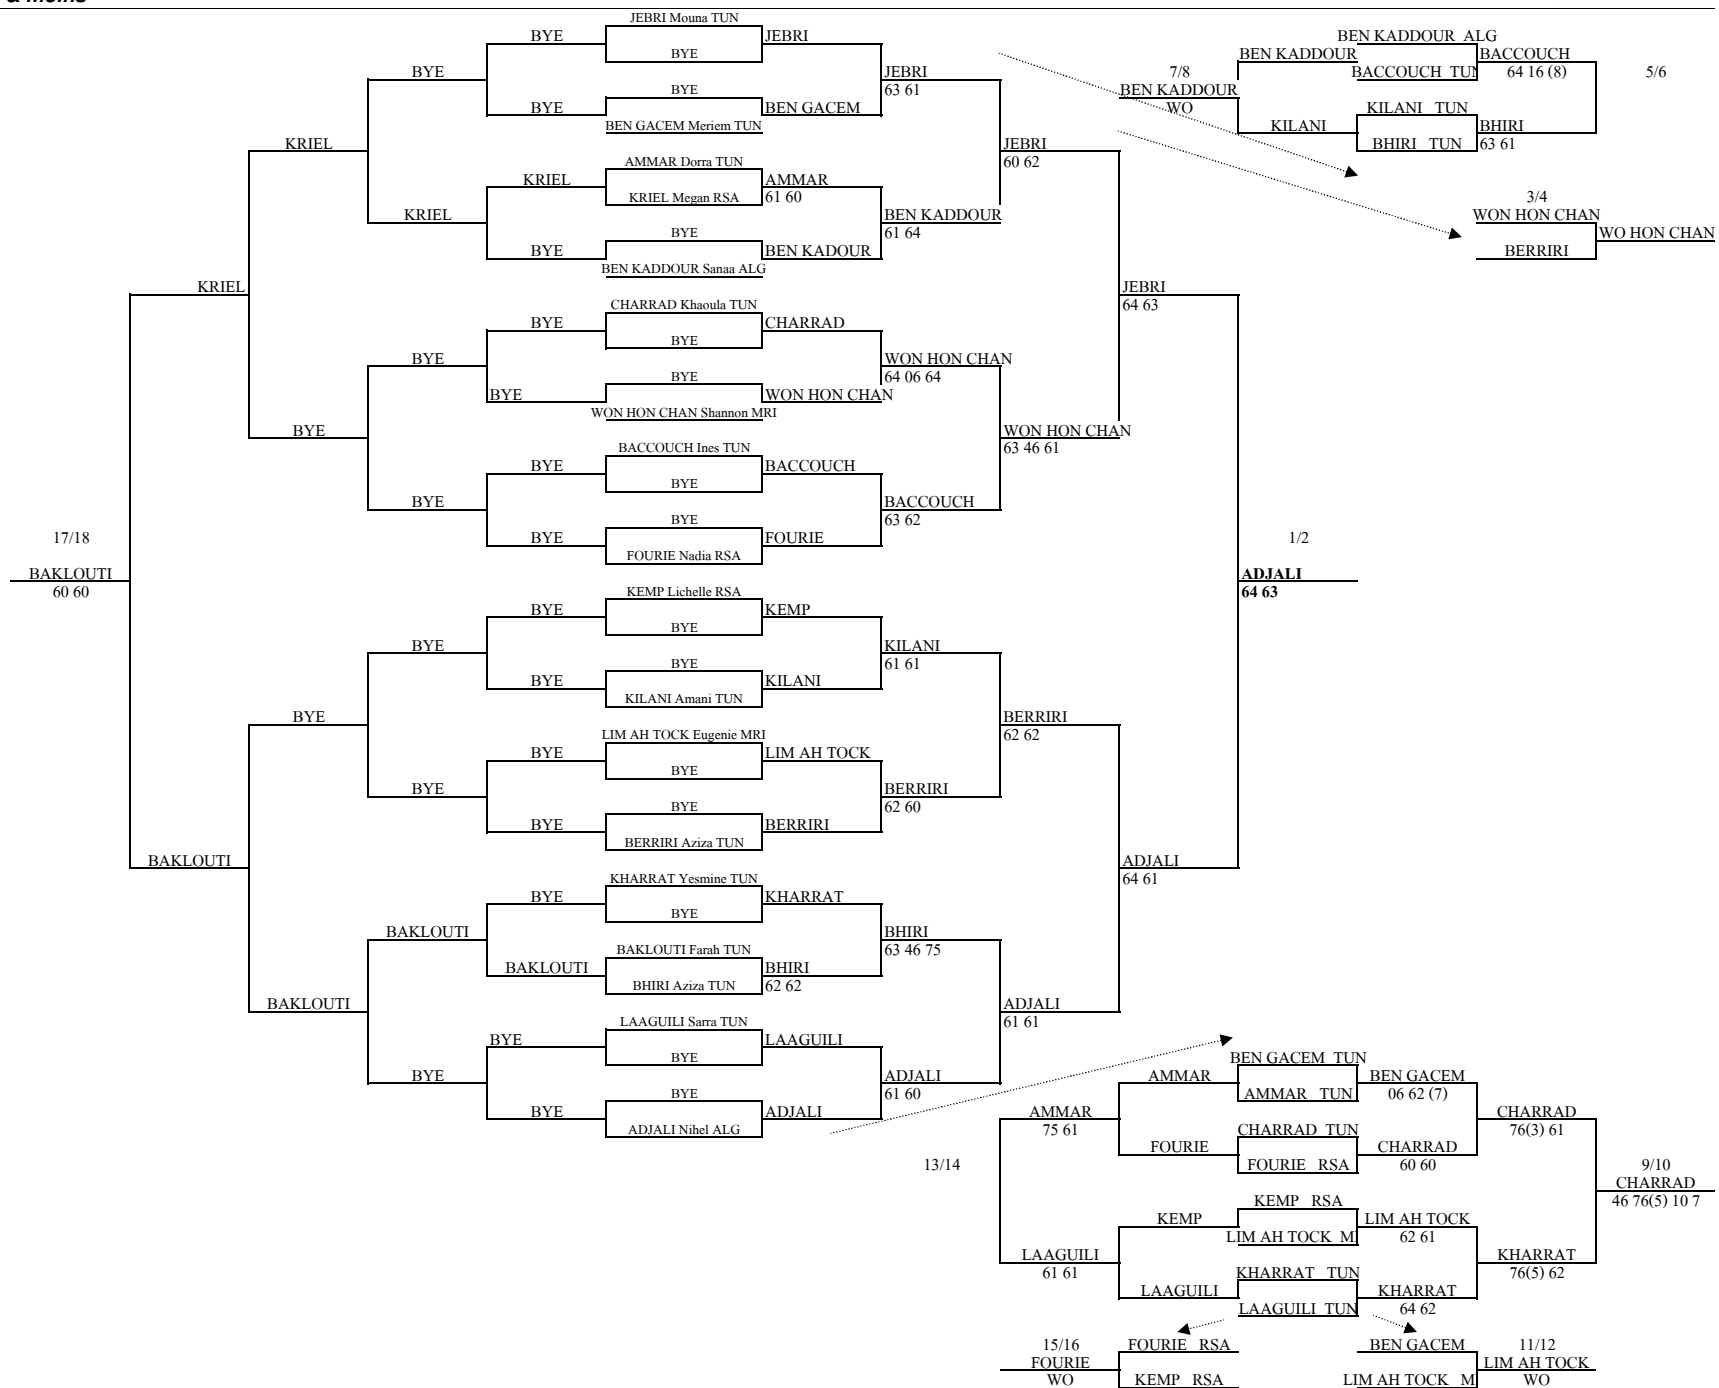 & moins
JEBRI Mouna TUN
BYE
JEBRI
BYE
BYE
JEBRI
63 61
BYE
BYE
BYE
BEN GACEM
BEN GACEM Meriem TUN
KRIEL
JEBRI
60 62
AMMAR Dorra TUN
KRIEL
AMMAR
KRIEL Megan RSA
61 60
KRIEL
BEN KADDOUR
61 64
BYE
BYE
BEN KADOUR
BEN KADDOUR Sanaa ALG
KRIEL
JEBRI
64 63
CHARRAD Khaoula TUN
BYE
CHARRAD
BYE
BYE
WON HON CHAN
64 06 64
BYE
BYE
WON HON CHAN
WON HON CHAN Shannon MRI
BYE
WON HON CHAN
63 46 61
BACCOUCH Ines TUN
BYE
BACCOUCH
BYE
BYE
BACCOUCH
63 62
BYE
BYE
FOURIE
FOURIE Nadia RSA
17/18
BAKLOUTI
60 60
1/2
ADJALI
64 63
KEMP Lichelle RSA
BYE
KEMP
BYE
BYE
KILANI
61 61
BYE
BYE
KILANI
KILANI Amani TUN
BYE
BERRIRI
62 62
LIM AH TOCK Eugenie MRI
BYE
LIM AH TOCK
BYE
BYE
BERRIRI
62 60
BYE
BYE
BERRIRI
BERRIRI Aziza TUN
BAKLOUTI
ADJALI
64 61
KHARRAT Yesmine TUN
BYE
KHARRAT
BYE
BAKLOUTI
BHIRI
63 46 75
BAKLOUTI Farah TUN
BAKLOUTI
BHIRI
BHIRI Aziza TUN
62 62
BAKLOUTI
ADJALI
61 61
LAAGUILI Sarra TUN
BYE
LAAGUILI
BYE
BYE
ADJALI
61 60
BYE
BYE
ADJALI
ADJALI Nihel ALG
BEN KADDOUR ALG
BEN KADDOUR
BACCOUCH
7/8
BACCOUCH TUN
64 16 (8)
5/6
BEN KADDOUR
WO
KILANI TUN
KILANI
BHIRI
BHIRI TUN
63 61
3/4
WON HON CHAN
WO HON CHAN
BERRIRI
BEN GACEM TUN
AMMAR
BEN GACEM
AMMAR TUN
06 62 (7)
AMMAR
75 61
CHARRAD
76(3) 61
CHARRAD TUN
FOURIE
CHARRAD
FOURIE RSA
60 60
13/14
9/10
CHARRAD
46 76(5) 10 7
KEMP RSA
KEMP
LIM AH TOCK
LIM AH TOCK M
62 61
LAAGUILI
61 61
KHARRAT
76(5) 62
KHARRAT TUN
LAAGUILI
KHARRAT
LAAGUILI TUN
64 62
15/16
FOURIE RSA
FOURIE
WO
KEMP RSA
BEN GACEM
11/12
LIM AH TOCK
LIM AH TOCK M
WO